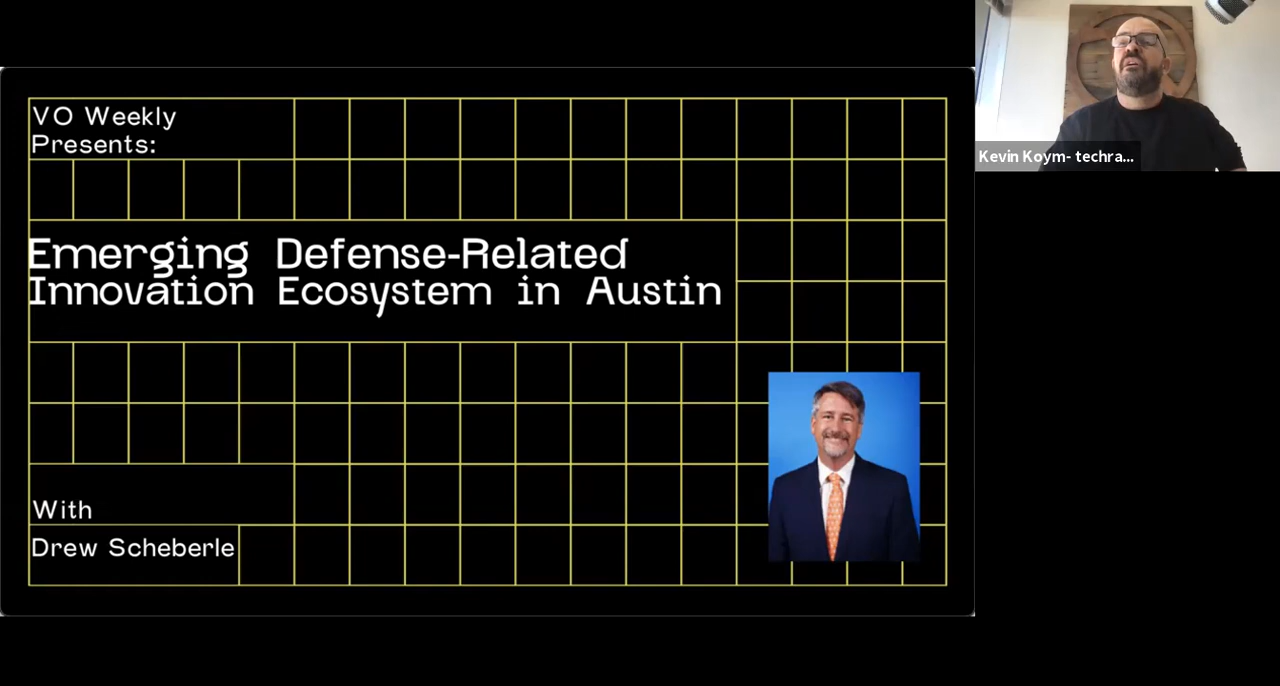 VO Weekly
Presents:
Emerging Defense-Related
Innovation Ecosystem in Austin
With
Drew Scheberle
Kevin Koym- techra...